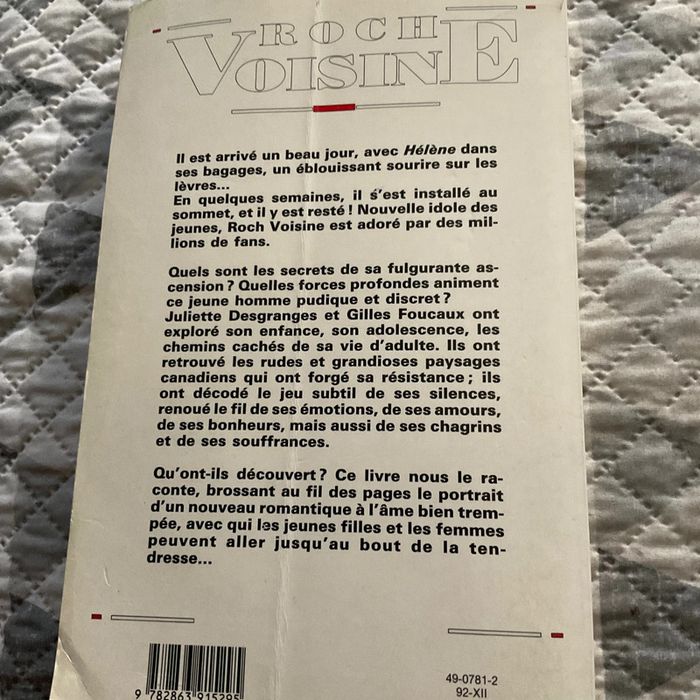 ROCH
VOISINE
Il est arrivé un beau jour, avec Hélène dans
ses bagages, un éblouissant sourire sur les
lèvres...
En quelques semaines, il s'est installé au
sommet, et il y est resté ! Nouvelle idole des
jeunes, Roch Voisine est adoré par des mil-
lions de fans.
Quels sont les secrets de sa fulgurante as-
cension ? Quelles forces profondes animent
ce jeune homme pudique et discret ?
Juliette Desgranges et Gilles Foucaux ont
exploré son enfance, son adolescence, les
chemins cachés de sa vie d'adulte. Ils ont
retrouvé les rudes et grandioses paysages
canadiens qui ont forgé sa résistance ; ils
ont décodé le jeu subtil de ses silences,
renoué le fil de ses émotions, de ses amours,
de ses bonheurs, mais aussi de ses chagrins
et de ses souffrances.
Qu'ont-ils découvert ? Ce livre nous le ra-
conte, brossant au fil des pages le portrait
d'un nouveau romantique à l'âme bien trem-
pée, avec qui les jeunes filles et les femmes
peuvent aller jusqu'au bout de la ten-
dresse...
9 782863 915295
49-0781-2
92-XII